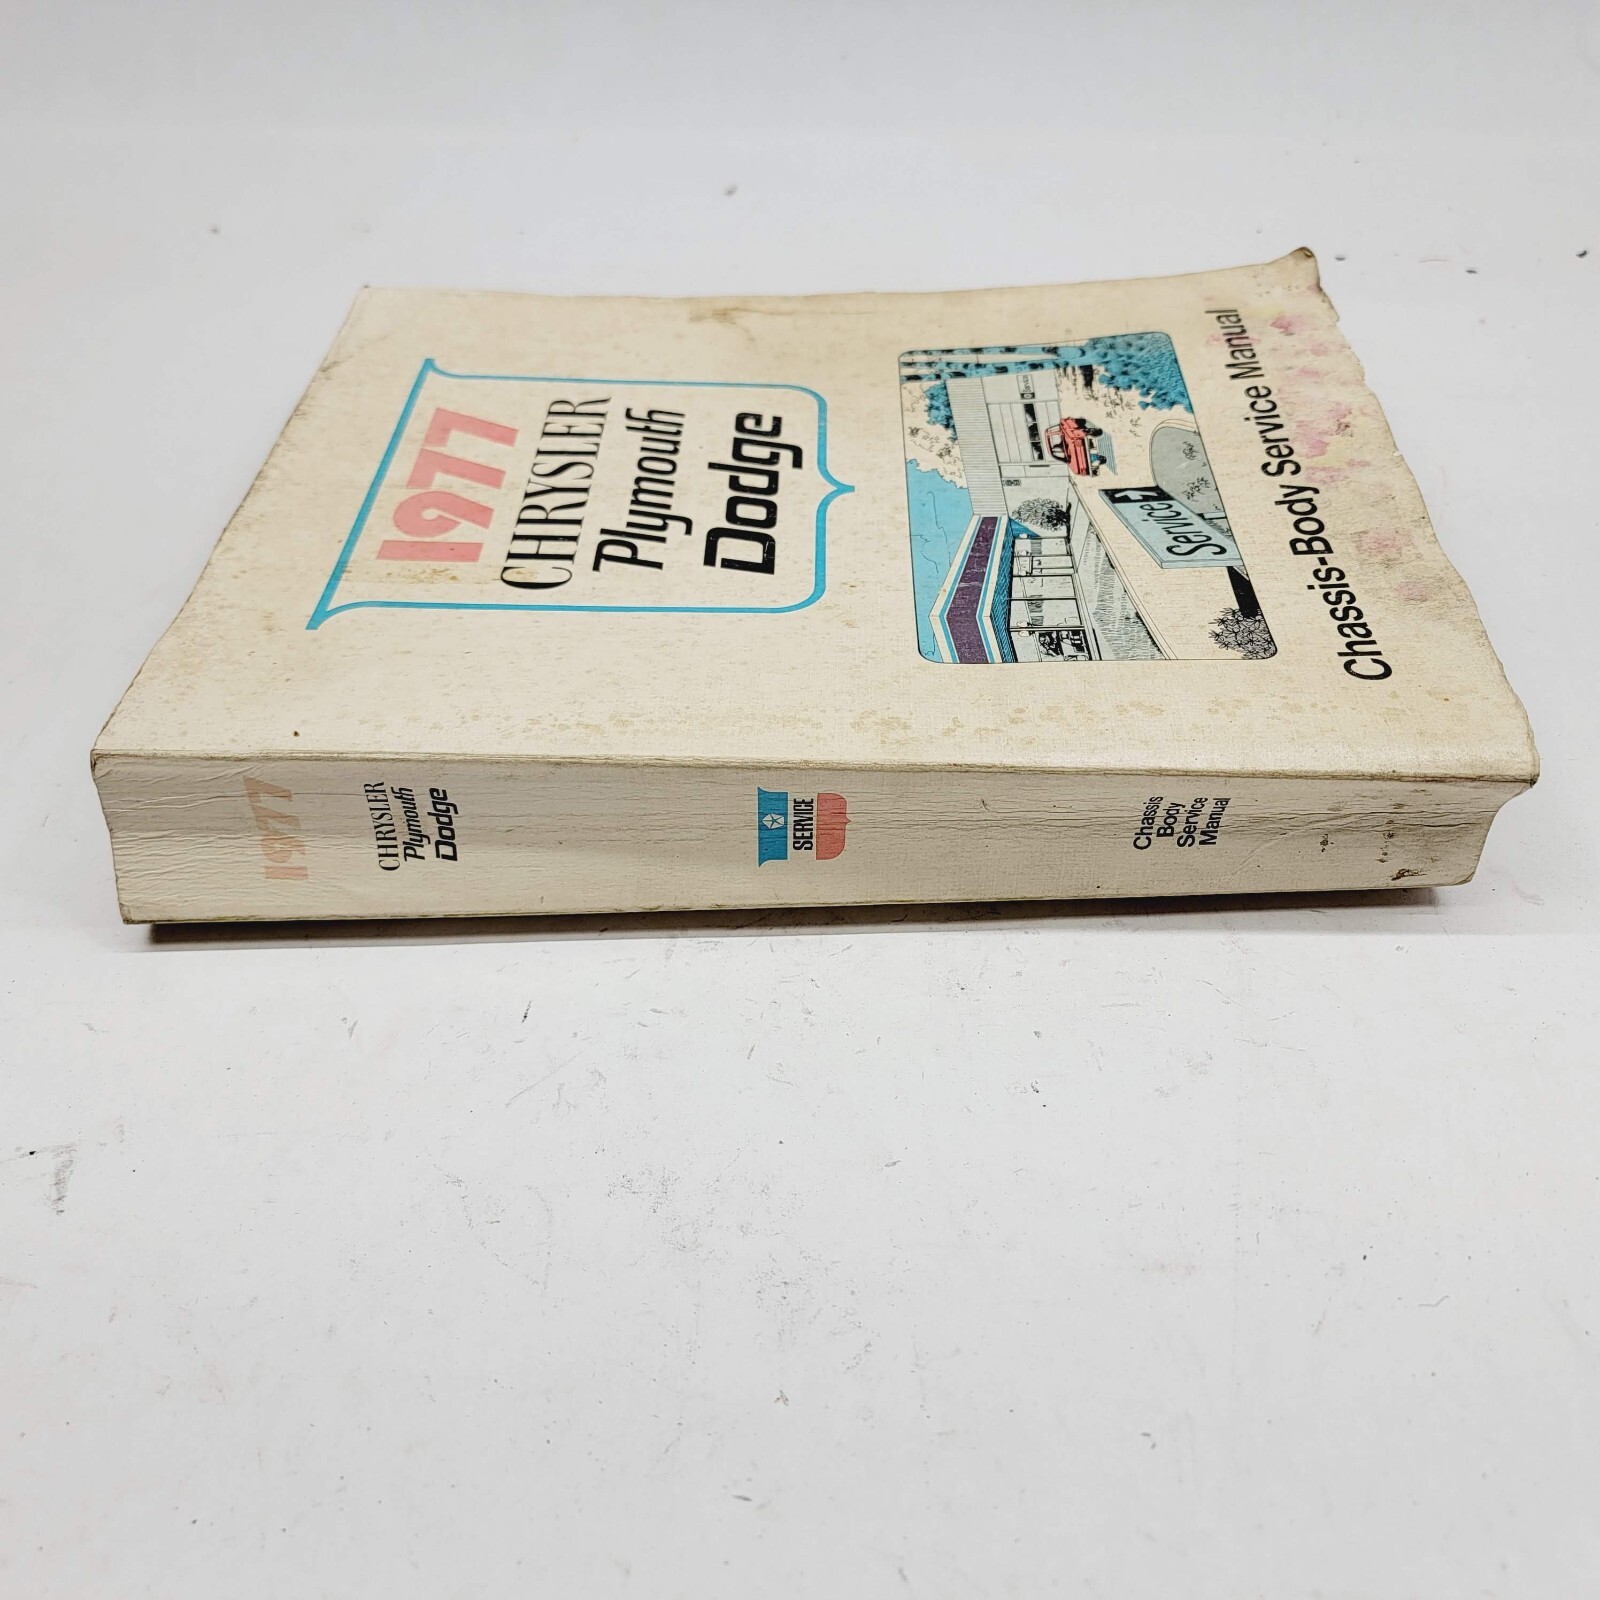 1977
CHRYSLER
Plymouth
Dodge
Service
Chassis-Body Service Manual
1977
CHRYSLER
Plymouth
Dodge
SERVICE
Chassis
Body
Service
Manual